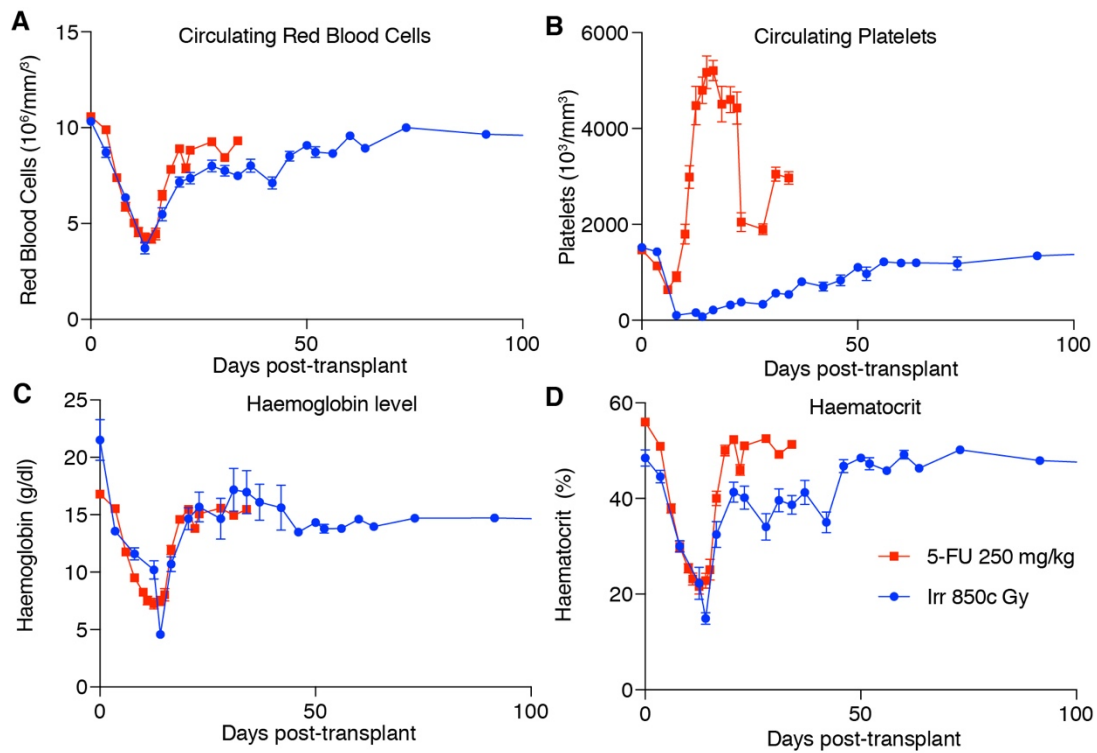 A
Circulating Red Blood Cells
15
10
5
0
Red Blood Cells (10⁶/mm/³)
0 50 100
Days post-transplant
B
Circulating Platelets
6000
4000
2000
0
Platelets (10³/mm³)
0 50 100
Days post-transplant
C
Haemoglobin level
25
20
15
10
5
0
Haemoglobin (g/dl)
0 50 100
Days post-transplant
D
Haematocrit
60
40
20
0
Haematocrit (%)
5-FU 250 mg/kg
Irr 850c Gy
0 50 100
Days post-transplant